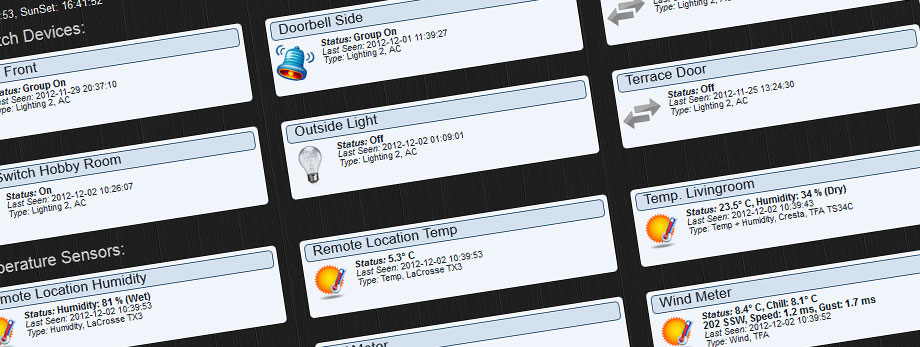 :53, SunSet: 16:41:52
tch Devices:
Front
Status: Group On
Last Seen: 2012-11-29 20:37:10
Type: Lighting 2, AC
Doorbell Side
Status: Group On
Last Seen: 2012-12-01 11:39:27
Type: Lighting 2, AC
Type: Lighting 2, AC
Switch Hobby Room
Status: On
Last Seen: 2012-12-02 10:26:07
Type: Lighting 2, AC
Outside Light
Status: Off
Last Seen: 2012-12-02 01:09:01
Type: Lighting 2, AC
Terrace Door
Status: Off
Last Seen: 2012-11-25 13:24:30
Type: Lighting 2, AC
perature Sensors:
mote Location Humidity
Status: Humidity: 81 % (Wet)
Last Seen: 2012-12-02 10:39:53
Type: Humidity, LaCrosse TX3
Remote Location Temp
Status: 5.3° C
Last Seen: 2012-12-02 10:39:53
Type: Temp, LaCrosse TX3
Temp. Livingroom
Status: 23.5° C, Humidity: 34 % (Dry)
Last Seen: 2012-12-02 10:39:43
Type: Temp + Humidity, Cresta, TFA TS34C
Meter
Wind Meter
Status: 8.4° C, Chill: 8.1° C
202 SSW, Speed: 1.2 ms, Gust: 1.7 ms
Last Seen: 2012-12-02 10:39:52
Type: Wind, TFA